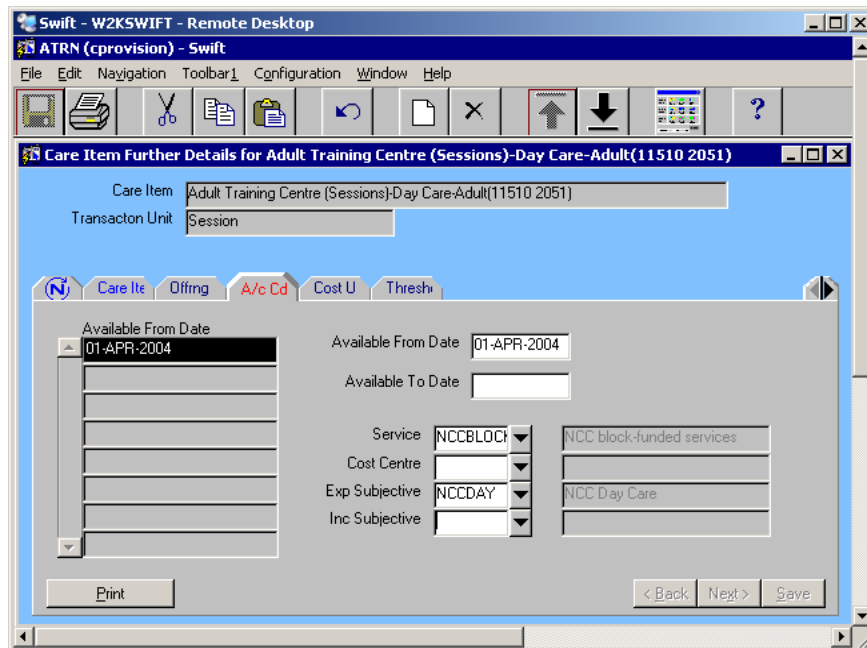 Swift - W2KSWIFT - Remote Desktop
ATRN (cprovision) - Swift
File Edit Navigation Toolbar1 Configuration Window Help
?
Care Item Further Details for Adult Training Centre (Sessions)-Day Care-Adult(11510 2051)
Care Item Adult Training Centre (Sessions)-Day Care-Adult(11510 2051)
Transacton Unit Session
N Care Ite Offrng A/c Cd Cost U Thresh
Available From Date
01-APR-2004
Available From Date 01-APR-2004
Available To Date
Service NCCBLOCK NCC block-funded services
Cost Centre
Exp Subjective NCCDAY NCC Day Care
Inc Subjective
Print < Back Next > Save